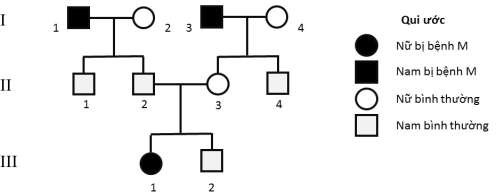 Qui ước
I
1
2
3
4
Nữ bị bệnh M
Nam bị bệnh M
II
1
2
3
4
Nữ bình thường
Nam bình thường
III
1
2